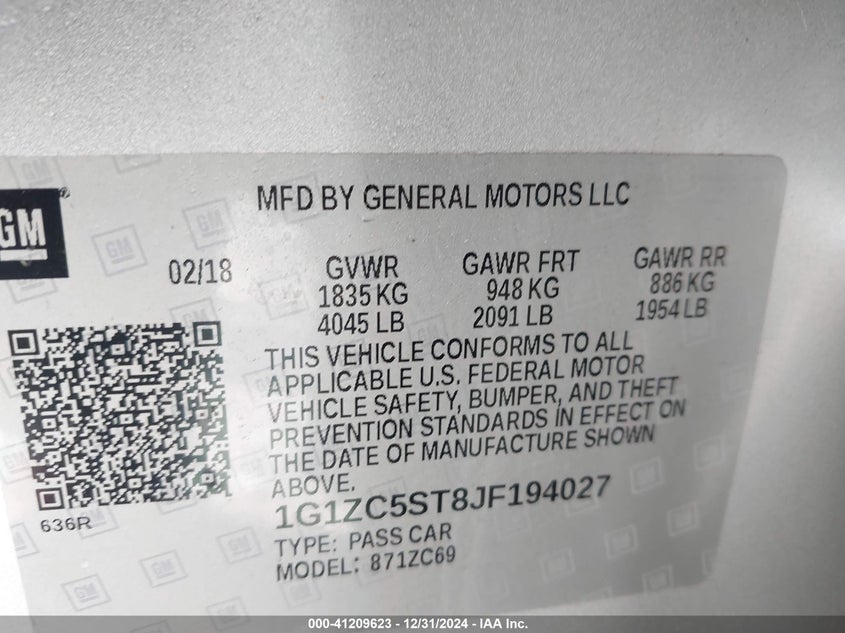 MFD BY GENERAL MOTORS LLC
GM
02/18
GVWR
1835 KG
4045 LB
GAWR FRT
948 KG
2091 LB
GAWR RR
886 KG
1954 LB
THIS VEHICLE CONFORMS TO ALL
APPLICABLE U.S. FEDERAL MOTOR
VEHICLE SAFETY, BUMPER, AND THEFT
PREVENTION STANDARDS IN EFFECT ON
THE DATE OF MANUFACTURE SHOWN
ABOVE.
636R
1G1ZC5ST8JF194027
TYPE: PASS CAR
MODEL: 871ZC69
000-41209623 - 12/31/2024 - IAA Inc.